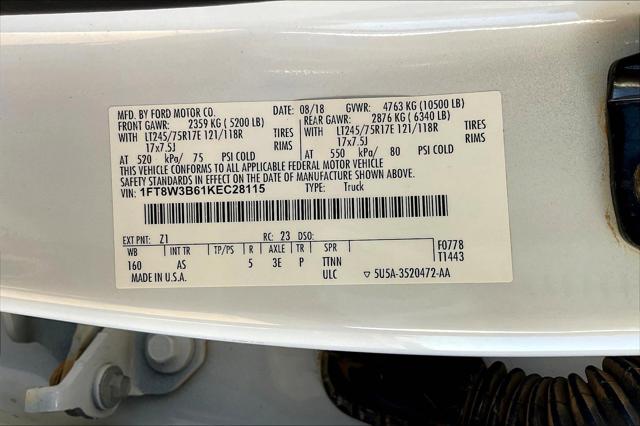 MFD. BY FORD MOTOR CO. DATE: 08/18 GVWR: 4763 KG (10500 LB)
FRONT GAWR: 2359 KG (5200 LB) REAR GAWR: 2876 KG (6340 LB)
WITH LT245/75R17E 121/118R TIRES WITH LT245/75R17E 121/118R TIRES
17x7.5J RIMS 17x7.5J RIMS
AT 520 kPa/ 75 PSI COLD AT 550 kPa/ 80 PSI COLD
THIS VEHICLE CONFORMS TO ALL APPLICABLE FEDERAL MOTOR VEHICLE
SAFETY STANDARDS IN EFFECT ON THE DATE OF MANUFACTURE SHOWN ABOVE.
VIN: 1FT8W3B61KEC28115 TYPE: Truck
EXT PNT: Z1 RC: 23 DSO: F0778
WB INT TR TP/PS R AXLE TR SPR T1443
160 AS 5 3E P TTNN
MADE IN U.S.A. ULC ▽ 5U5A-3520472-AA